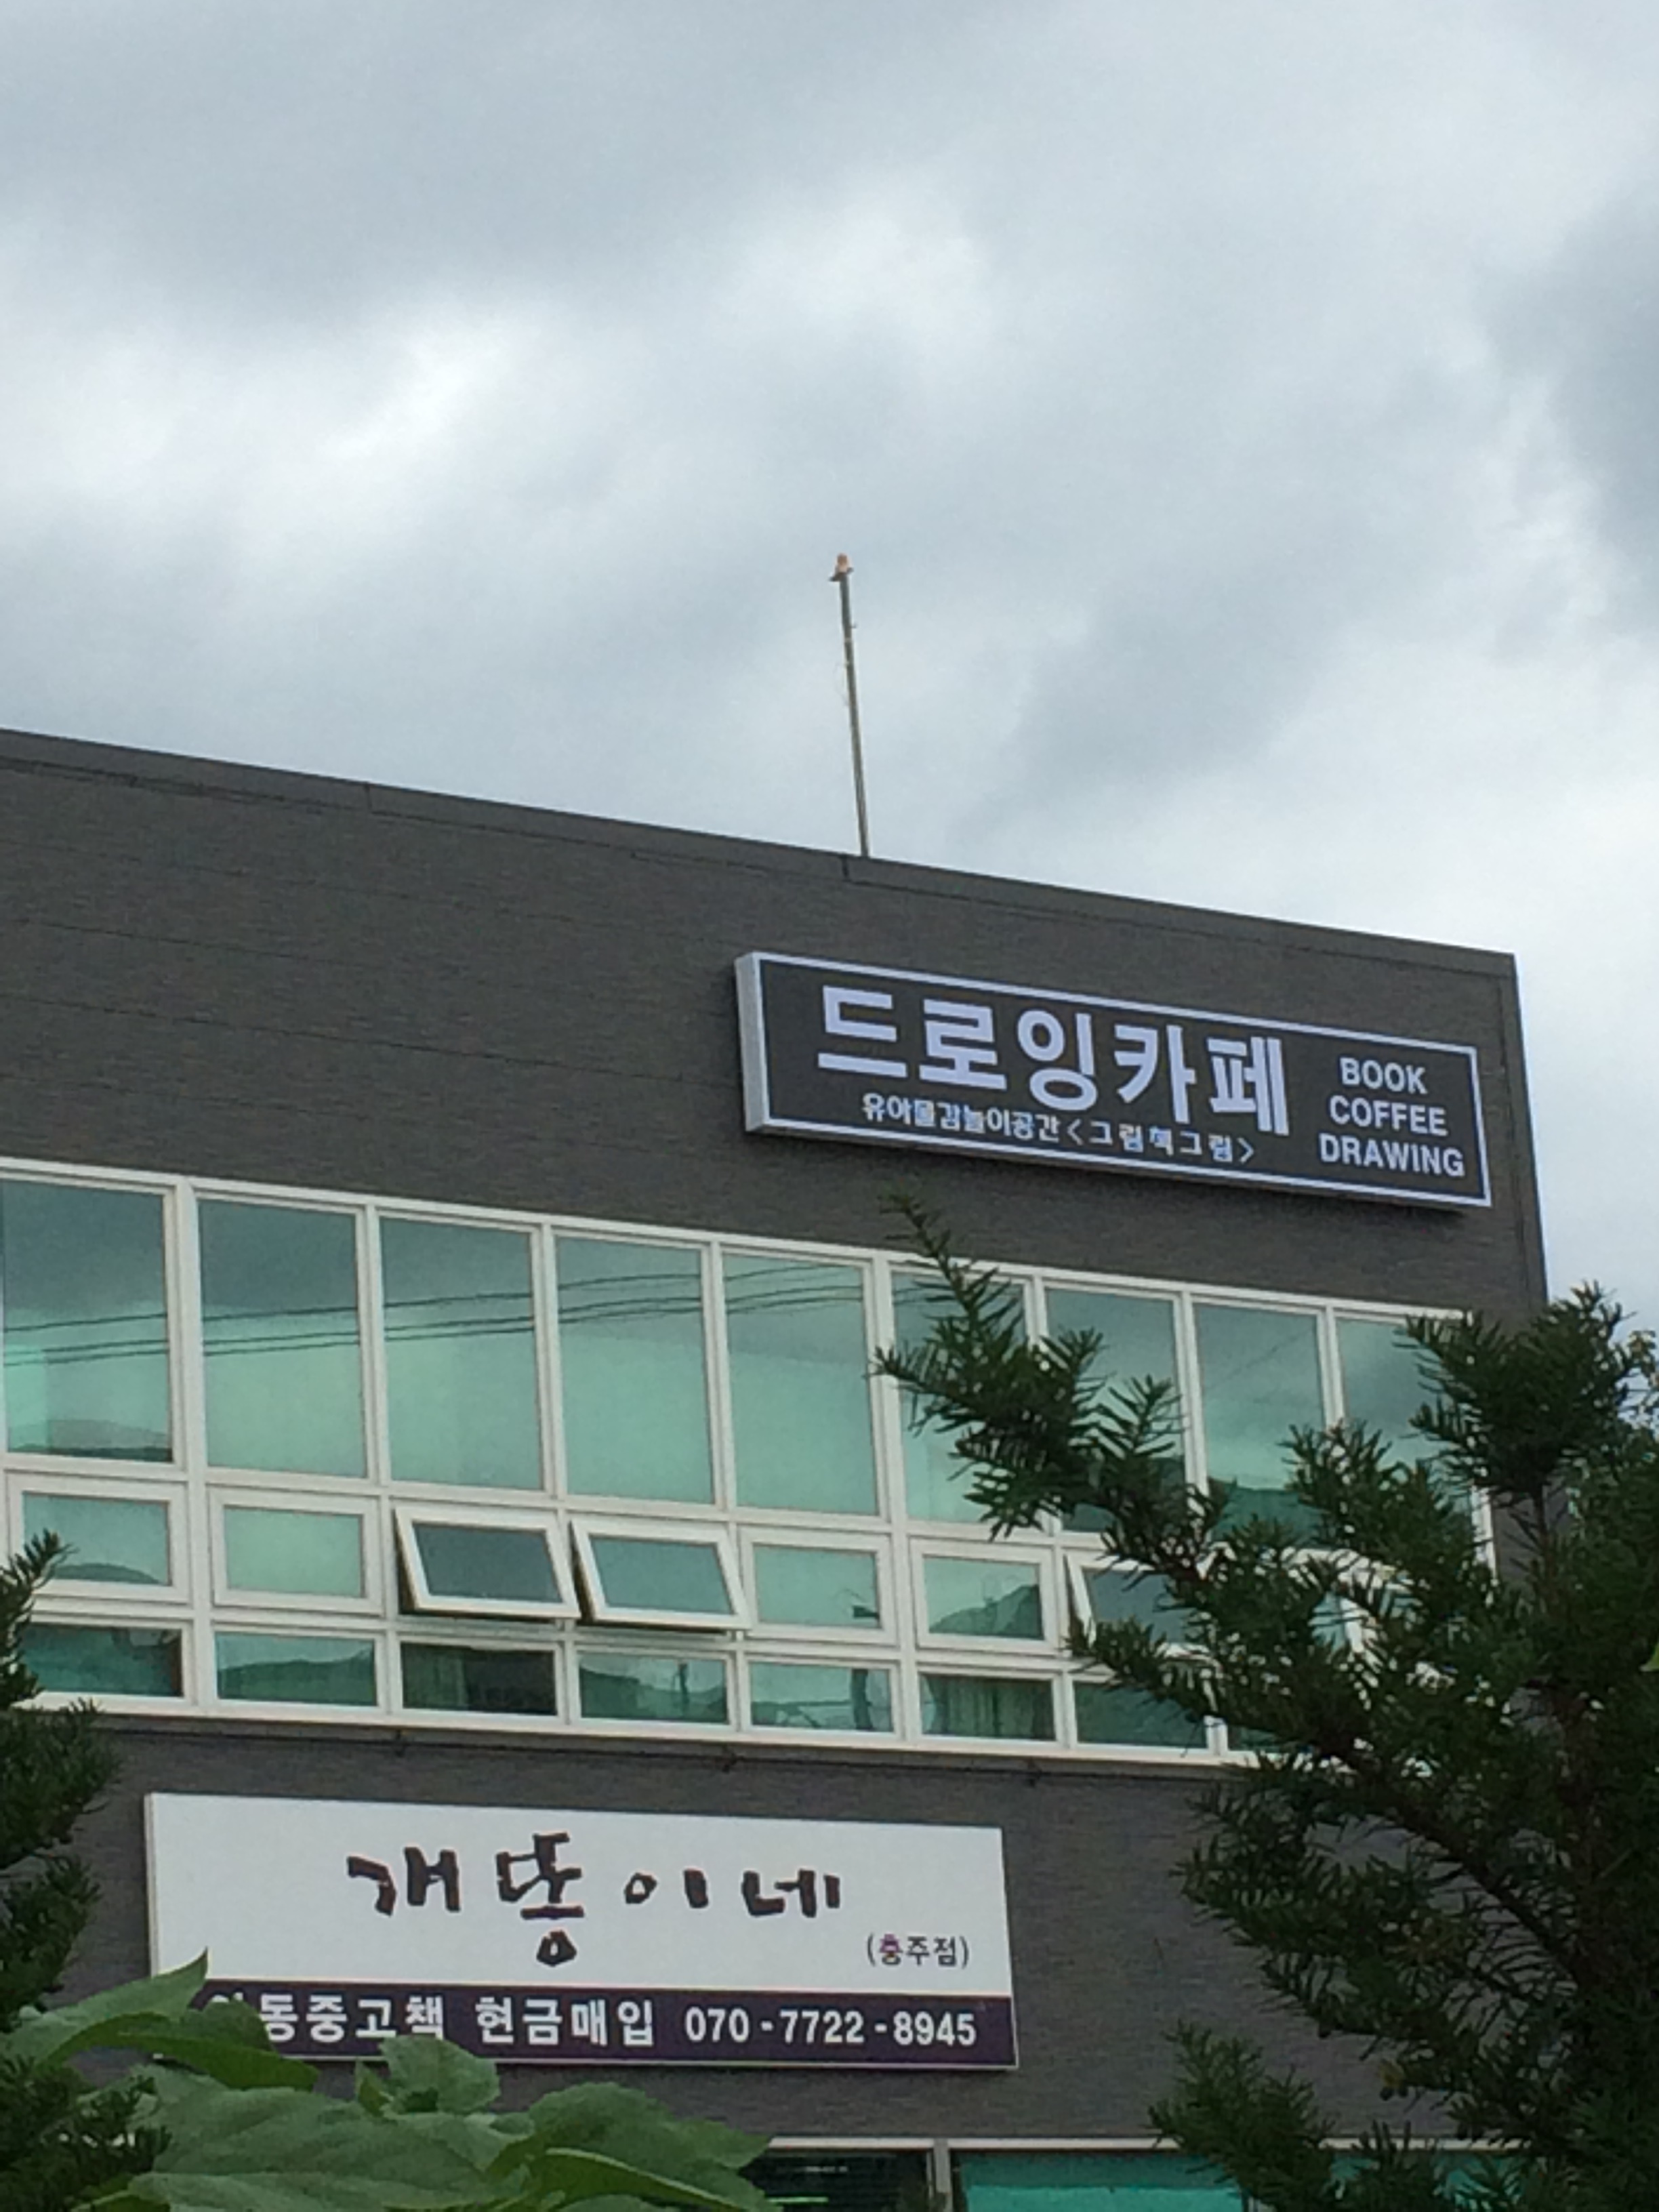 드로잉카페
유아물감놀이공간<그림책그림>
BOOK
COFFEE
DRAWING
개똥이네
(충주점)
아동중고책 현금매입 070-7722-8945